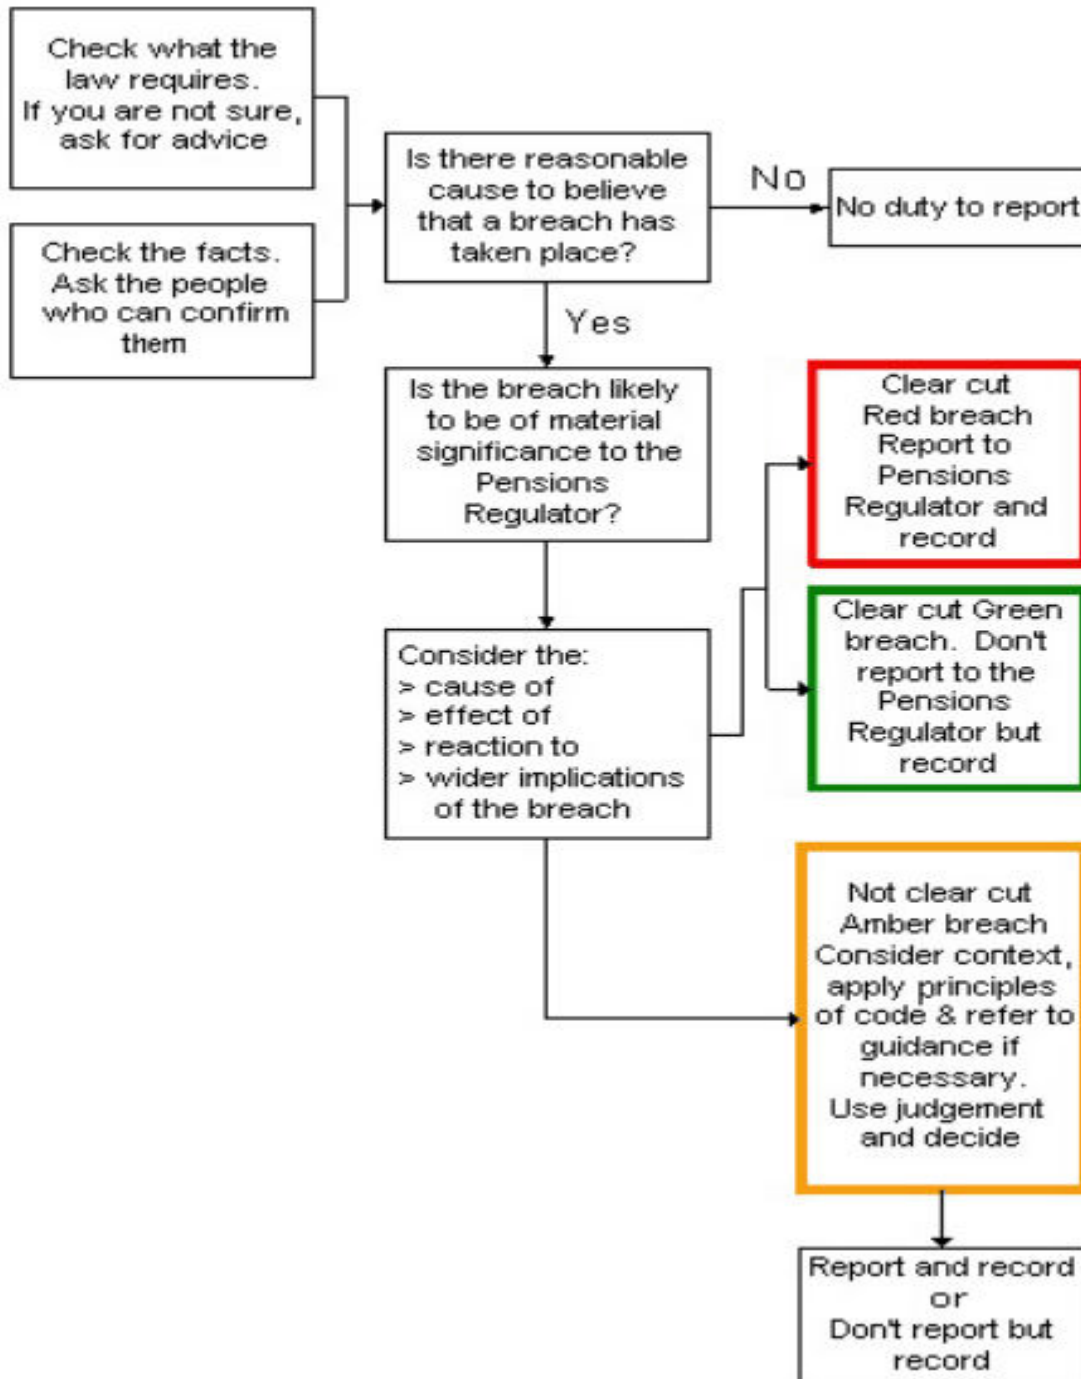 Check what the
law requires.
If you are not sure,
ask for advice
Check the facts.
Ask the people
who can confirm
them
Is there reasonable
cause to believe
that a breach has
taken place?
No
No duty to report
Yes
Is the breach likely
to be of material
significance to the
Pensions
Regulator?
Consider the:
> cause of
> effect of
> reaction to
> wider implications
of the breach
Clear cut
Red breach
Report to
Pensions
Regulator and
record
Clear cut Green
breach. Don't
report to the
Pensions
Regulator but
record
Not clear cut
Amber breach
Consider context,
apply principles
of code & refer to
guidance if
necessary.
Use judgement
and decide
Report and record
or
Don't report but
record